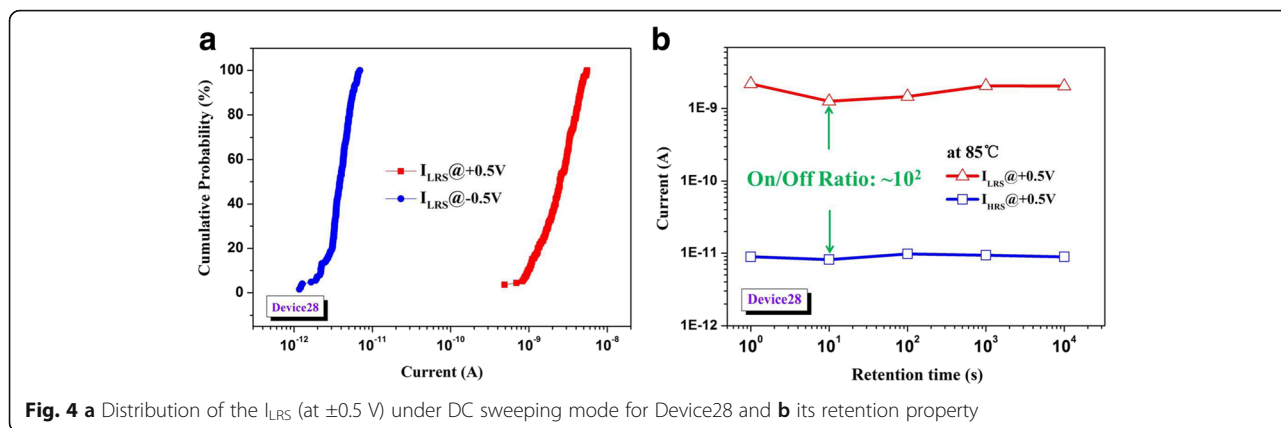 a
Cumulative Probability (%)
100
80
60
40
20
0
I_LRS@+0.5V
I_LRS@-0.5V
Device28
10^-12
10^-11
10^-10
10^-9
10^-8
Current (A)
b
Current (A)
1E-9
1E-10
1E-11
1E-12
at 85℃
I_LRS@+0.5V
I_HRS@+0.5V
On/Off Ratio: ~10^2
Device28
10^0
10^1
10^2
10^3
10^4
Retention time (s)
Fig. 4 a Distribution of the I_LRS (at ±0.5 V) under DC sweeping mode for Device28 and b its retention property